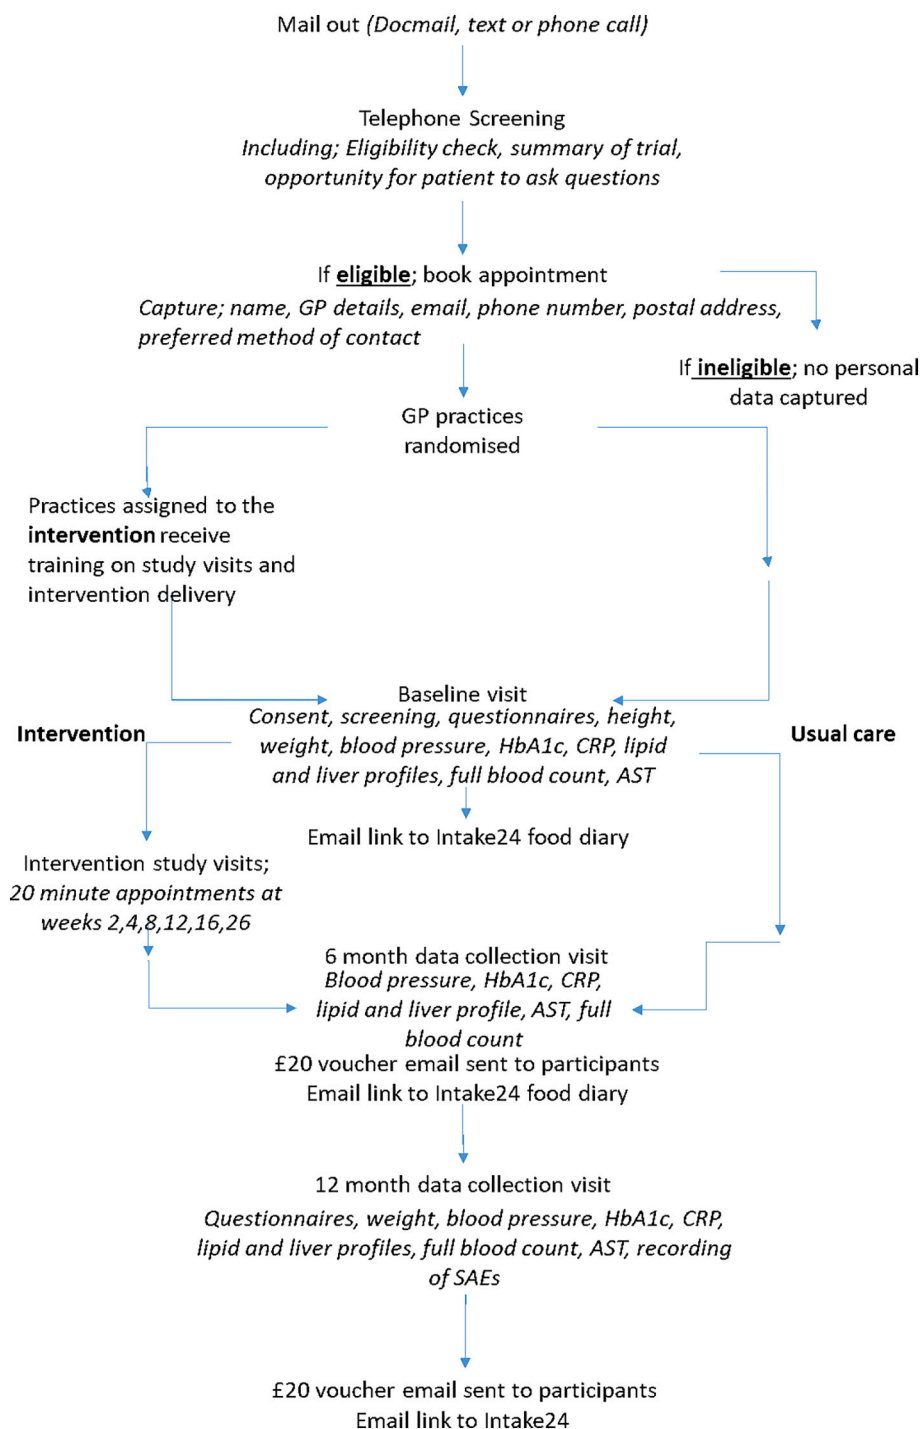 Mail out (Docmail, text or phone call)
Telephone Screening
Including; Eligibility check, summary of trial,
opportunity for patient to ask questions
If eligible; book appointment
Capture; name, GP details, email, phone number, postal address,
preferred method of contact
If ineligible; no personal
data captured
GP practices
randomised
Practices assigned to the
intervention receive
training on study visits and
intervention delivery
Baseline visit
Consent, screening, questionnaires, height,
weight, blood pressure, HbA1c, CRP, lipid
and liver profiles, full blood count, AST
Intervention
Usual care
Email link to Intake24 food diary
Intervention study visits;
20 minute appointments at
weeks 2,4,8,12,16,26
6 month data collection visit
Blood pressure, HbA1c, CRP,
lipid and liver profile, AST, full
blood count
£20 voucher email sent to participants
Email link to Intake24 food diary
12 month data collection visit
Questionnaires, weight, blood pressure, HbA1c, CRP,
lipid and liver profiles, full blood count, AST, recording
of SAEs
£20 voucher email sent to participants
Email link to Intake24